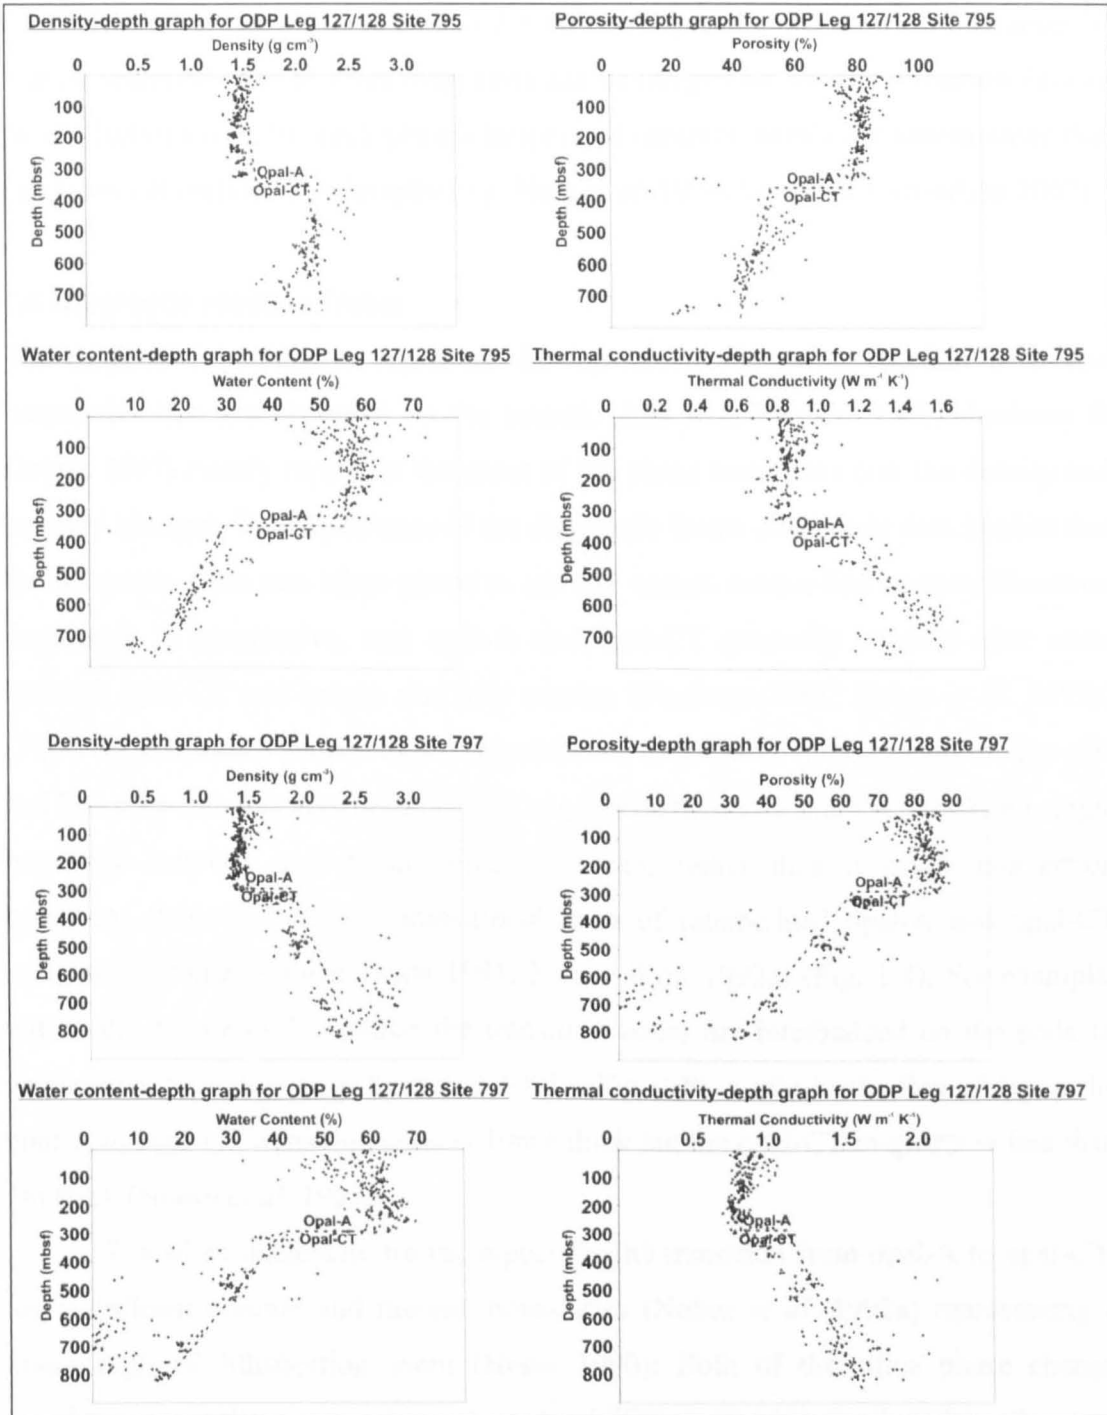 Density-depth graph for ODP Leg 127/128 Site 795
Density (g cm⁻³)
0 0.5 1.0 1.5 2.0 2.5 3.0
Depth (mbsf)
100
200
300
400
500
600
700
Opal-A
Opal-CT
Porosity-depth graph for ODP Leg 127/128 Site 795
Porosity (%)
0 20 40 60 80 100
Depth (mbsf)
100
200
300
400
500
600
700
Opal-A
Opal-CT
Water content-depth graph for ODP Leg 127/128 Site 795
Water Content (%)
0 10 20 30 40 50 60 70
Depth (mbsf)
100
200
300
400
500
600
700
Opal-A
Opal-CT
Thermal conductivity-depth graph for ODP Leg 127/128 Site 795
Thermal Conductivity (W m⁻¹ K⁻¹)
0 0.2 0.4 0.6 0.8 1.0 1.2 1.4 1.6
Depth (mbsf)
100
200
300
400
500
600
700
Opal-A
Opal-CT
Density-depth graph for ODP Leg 127/128 Site 797
Density (g cm⁻³)
0 0.5 1.0 1.5 2.0 2.5 3.0
Depth (mbsf)
100
200
300
400
500
600
700
800
Opal-A
Opal-CT
Porosity-depth graph for ODP Leg 127/128 Site 797
Porosity (%)
0 10 20 30 40 50 60 70 80 90
Depth (mbsf)
100
200
300
400
500
600
700
800
Opal-A
Opal-CT
Water content-depth graph for ODP Leg 127/128 Site 797
Water Content (%)
0 10 20 30 40 50 60 70
Depth (mbsf)
100
200
300
400
500
600
700
800
Opal-A
Opal-CT
Thermal conductivity-depth graph for ODP Leg 127/128 Site 797
Thermal Conductivity (W m⁻¹ K⁻¹)
0 0.5 1.0 1.5 2.0
Depth (mbsf)
100
200
300
400
500
600
700
800
Opal-A
Opal-CT